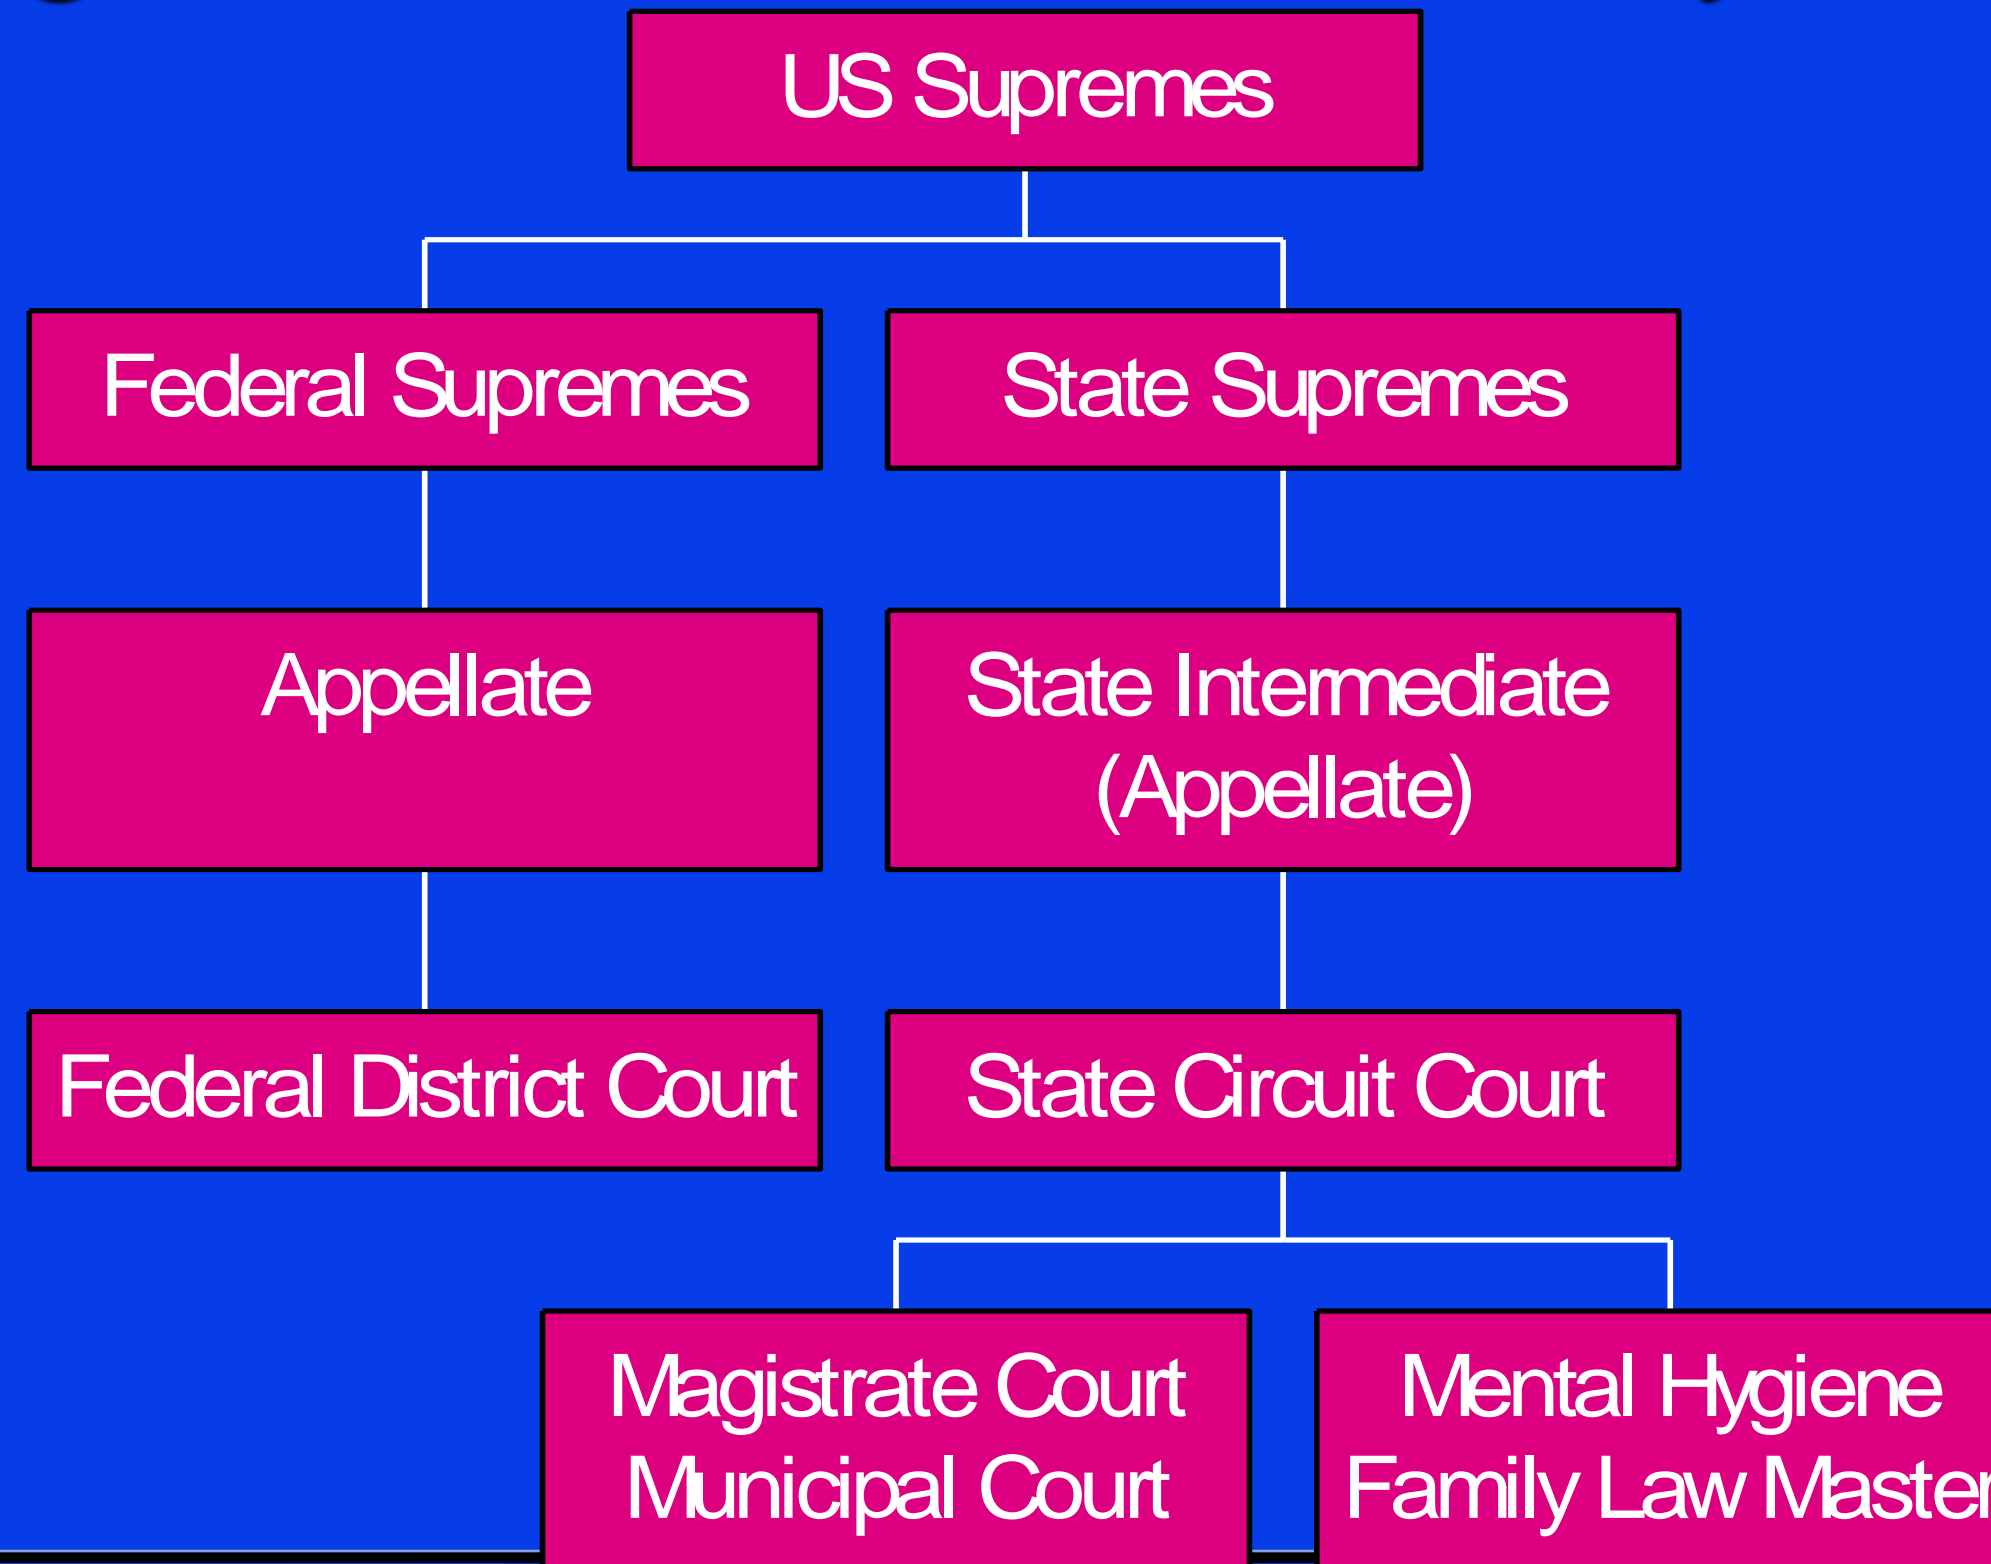 US Supremes
Federal Supremes
State Supremes
Appellate
State Intermediate
(Appellate)
Federal District Court
State Circuit Court
Magistrate Court
Municipal Court
Mental Hygiene
Family Law Master